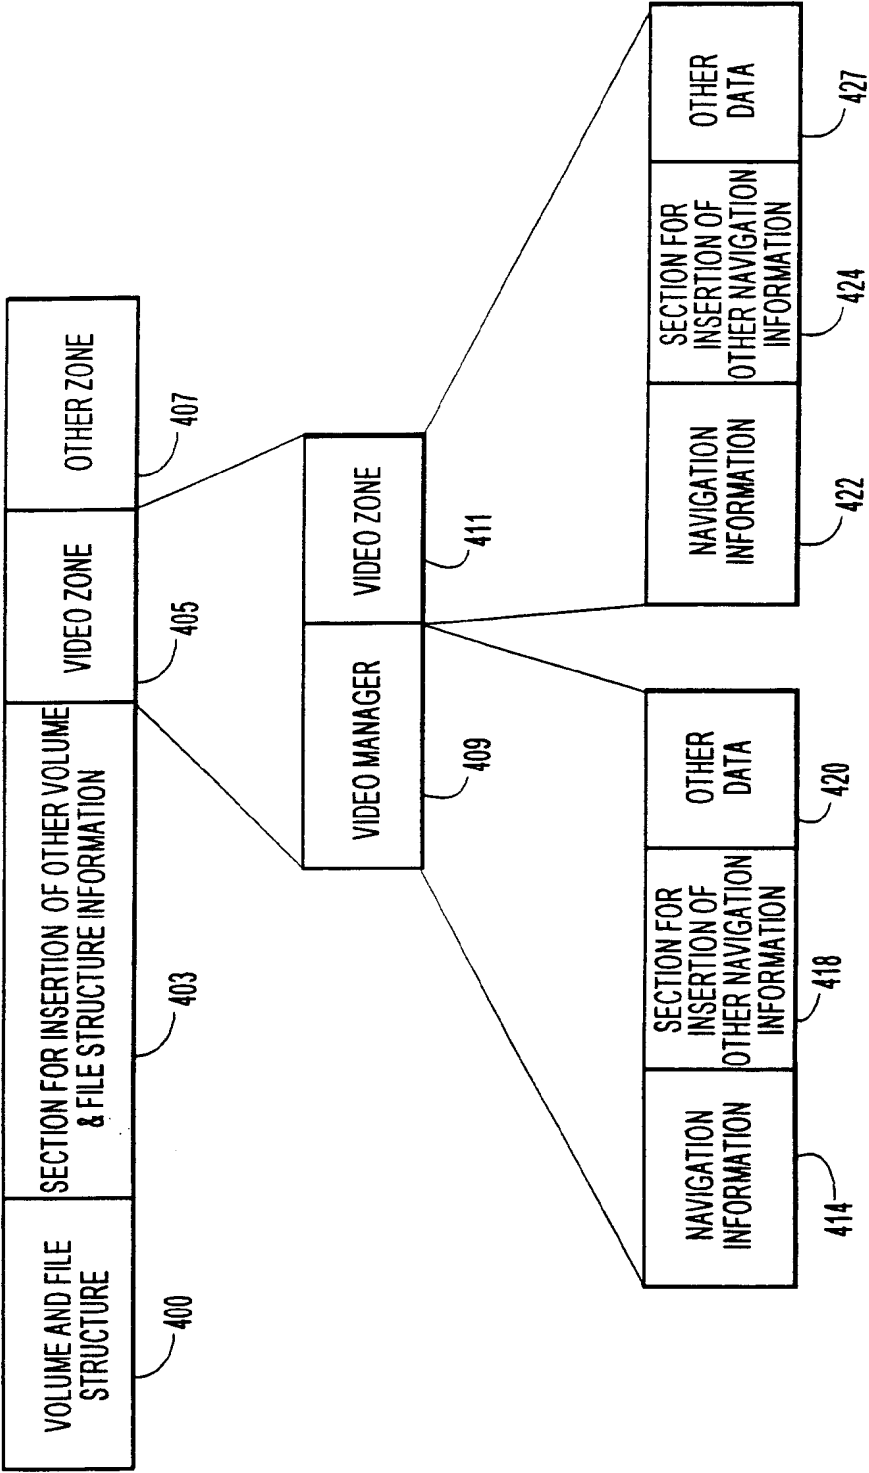 VOLUME AND FILE
STRUCTURE
400
SECTION FOR INSERTION OF OTHER VOLUME
& FILE STRUCTURE INFORMATION
403
VIDEO ZONE
405
OTHER ZONE
407
VIDEO MANAGER
409
VIDEO ZONE
411
NAVIGATION
INFORMATION
414
SECTION FOR
INSERTION OF
OTHER NAVIGATION
INFORMATION
418
OTHER
DATA
420
NAVIGATION
INFORMATION
422
SECTION FOR
INSERTION OF
OTHER NAVIGATION
INFORMATION
424
OTHER
DATA
427